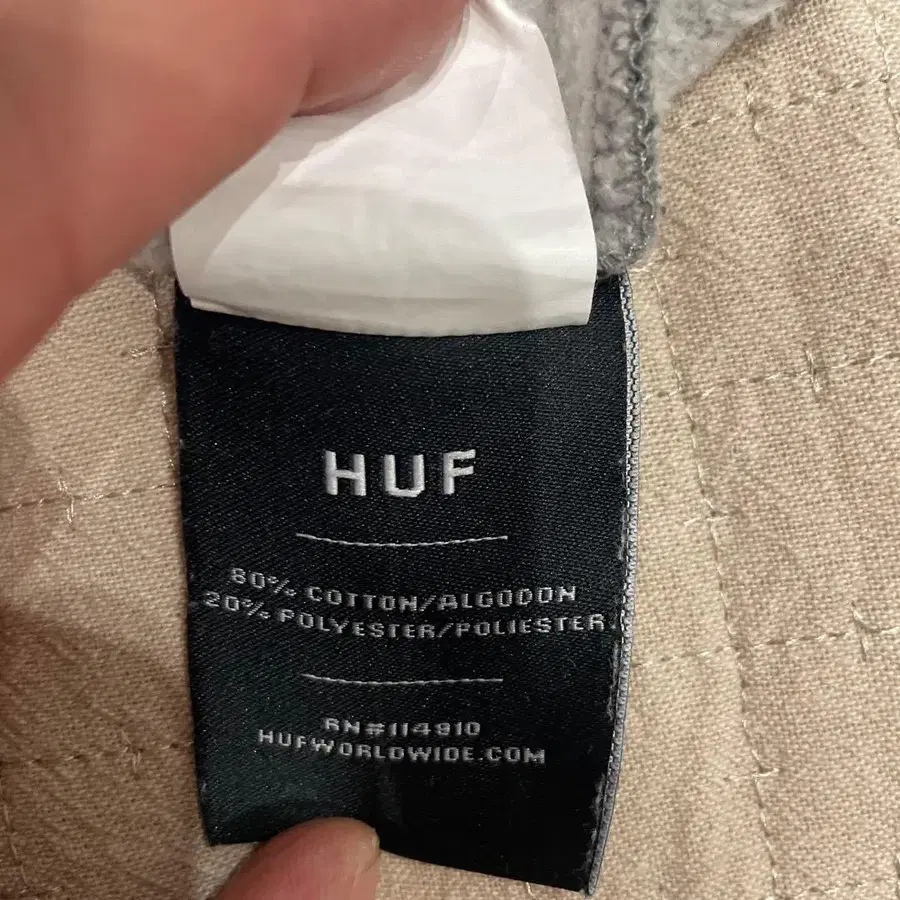 HUF
80% COTTON/ALGODON
20% POLYESTER/POLIESTER
RN#114910
HUFWORLDWIDE.COM